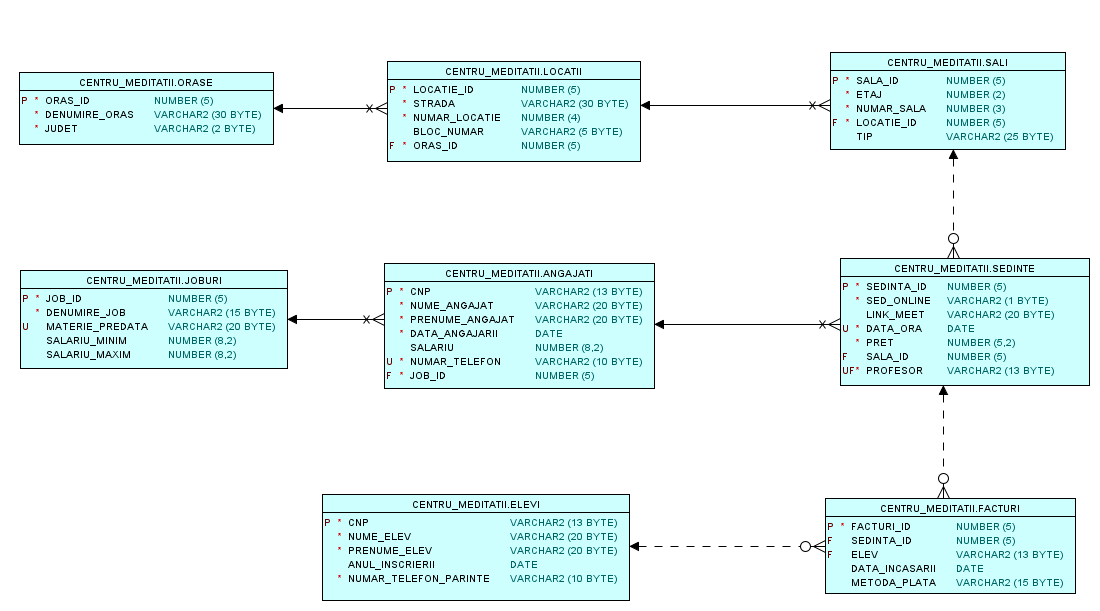 CENTRU_MEDITATII.ORASE
P * ORAS_ID NUMBER (5)
* DENUMIRE_ORAS VARCHAR2 (30 BYTE)
* JUDET VARCHAR2 (2 BYTE)
CENTRU_MEDITATII.LOCATII
P * LOCATIE_ID NUMBER (5)
* STRADA VARCHAR2 (30 BYTE)
* NUMAR_LOCATIE NUMBER (4)
BLOC_NUMAR VARCHAR2 (5 BYTE)
F * ORAS_ID NUMBER (5)
CENTRU_MEDITATII.SALI
P * SALA_ID NUMBER (5)
* ETAJ NUMBER (2)
* NUMAR_SALA NUMBER (3)
F * LOCATIE_ID NUMBER (5)
TIP VARCHAR2 (25 BYTE)
CENTRU_MEDITATII.JOBURI
P * JOB_ID NUMBER (5)
* DENUMIRE_JOB VARCHAR2 (15 BYTE)
U MATERIE_PREDATA VARCHAR2 (20 BYTE)
SALARIU_MINIM NUMBER (8,2)
SALARIU_MAXIM NUMBER (8,2)
CENTRU_MEDITATII.ANGAJATI
P * CNP VARCHAR2 (13 BYTE)
* NUME_ANGAJAT VARCHAR2 (20 BYTE)
* PRENUME_ANGAJAT VARCHAR2 (20 BYTE)
* DATA_ANGAJARII DATE
SALARIU NUMBER (8,2)
U * NUMAR_TELEFON VARCHAR2 (10 BYTE)
F * JOB_ID NUMBER (5)
CENTRU_MEDITATII.SEDINTE
P * SEDINTA_ID NUMBER (5)
* SED_ONLINE VARCHAR2 (1 BYTE)
LINK_MEET VARCHAR2 (20 BYTE)
U * DATA_ORA DATE
* PRET NUMBER (5,2)
F SALA_ID NUMBER (5)
UF* PROFESOR VARCHAR2 (13 BYTE)
CENTRU_MEDITATII.ELEVI
P * CNP VARCHAR2 (13 BYTE)
* NUME_ELEV VARCHAR2 (20 BYTE)
* PRENUME_ELEV VARCHAR2 (20 BYTE)
ANUL_INSCRIERII DATE
* NUMAR_TELEFON_PARINTE VARCHAR2 (10 BYTE)
CENTRU_MEDITATII.FACTURI
P * FACTURI_ID NUMBER (5)
F SEDINTA_ID NUMBER (5)
F ELEV VARCHAR2 (13 BYTE)
DATA_INCASARII DATE
METODA_PLATA VARCHAR2 (15 BYTE)